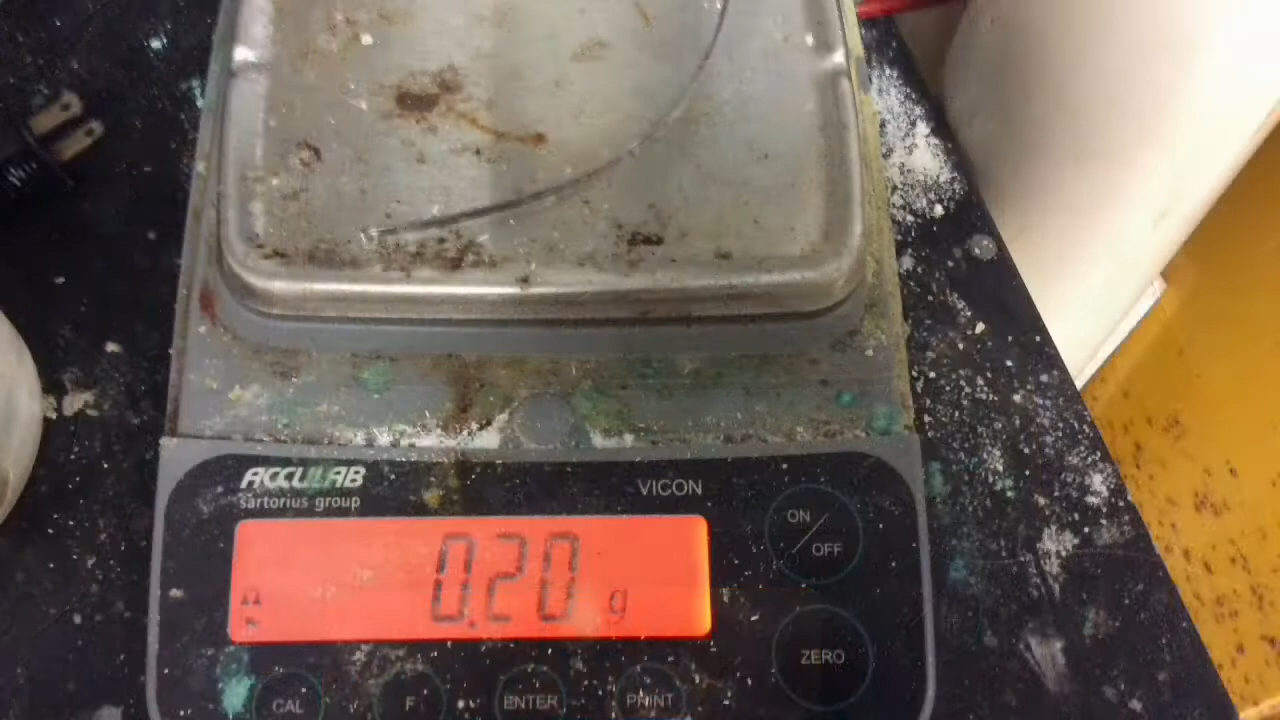 ACCULAB
sartorius group
VICON
ON
OFF
0.20 g
ZERO
CAL
F
ENTER
PRINT